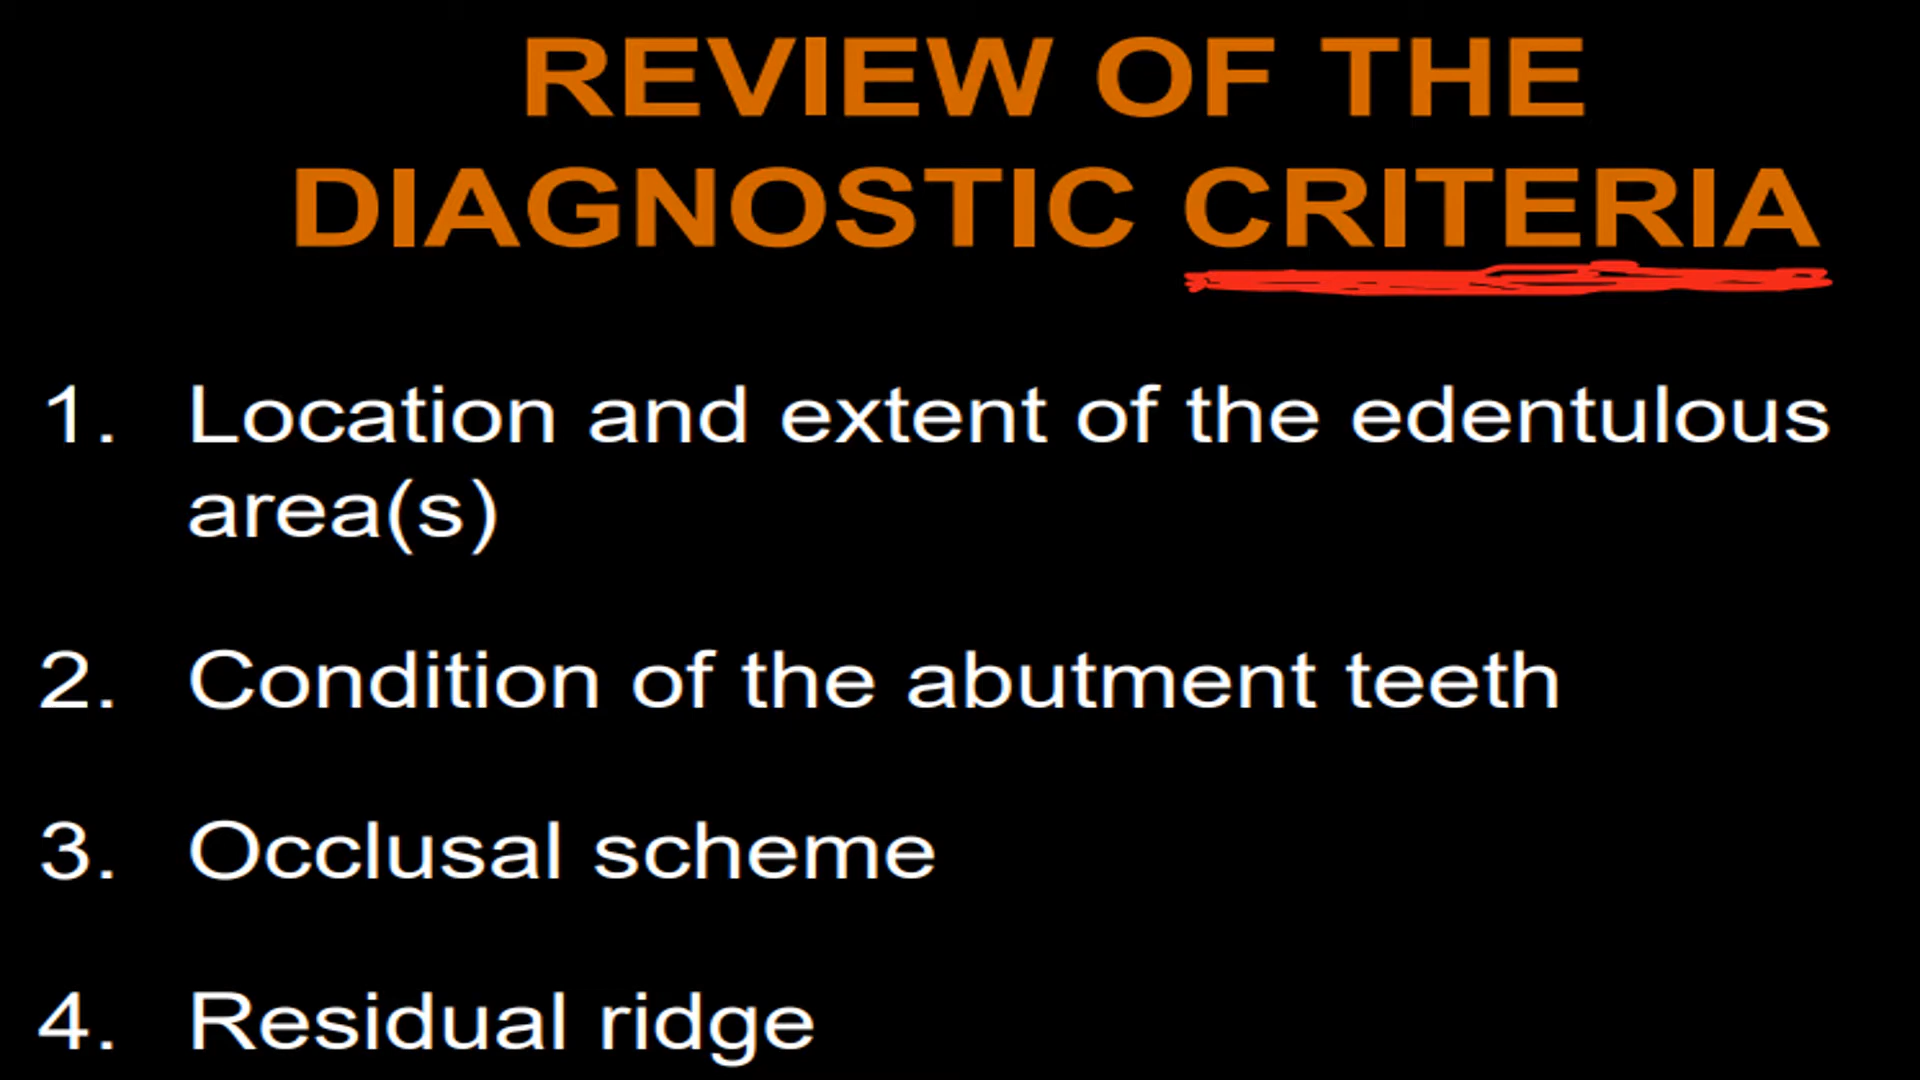 REVIEW OF THE
DIAGNOSTIC CRITERIA
1. Location and extent of the edentulous
area(s)
2. Condition of the abutment teeth
3. Occlusal scheme
4. Residual ridge